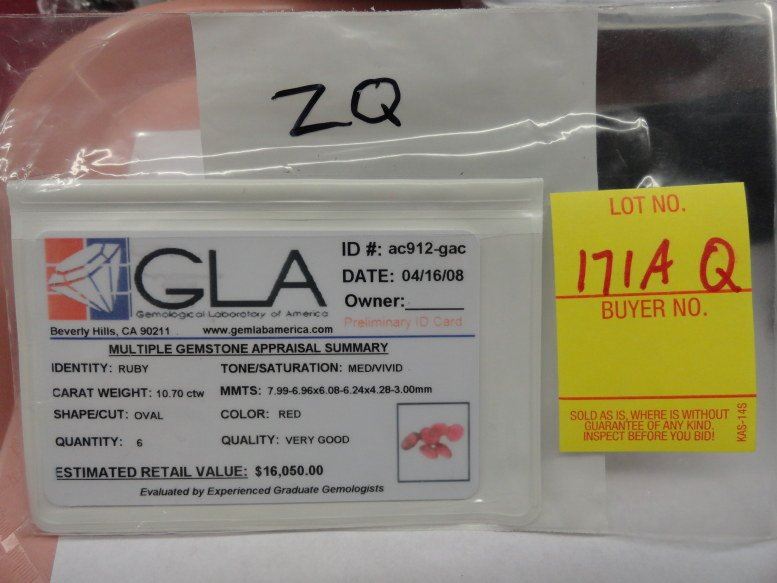 ZQ
GLA
Gemological Laboratory of America
Beverly Hills, CA 90211 www.gemlabamerica.com
ID #: ac912-gac
DATE: 04/16/08
Owner:______
Preliminary ID Card
MULTIPLE GEMSTONE APPRAISAL SUMMARY
IDENTITY: RUBY TONE/SATURATION: MED/VIVID
CARAT WEIGHT: 10.70 ctw MMTS: 7.99-6.96x6.08-6.24x4.28-3.00mm
SHAPE/CUT: OVAL COLOR: RED
QUANTITY: 6 QUALITY: VERY GOOD
ESTIMATED RETAIL VALUE: $16,050.00
Evaluated by Experienced Graduate Gemologists
LOT NO.
171A Q
BUYER NO.
SOLD AS IS, WHERE IS WITHOUT
GUARANTEE OF ANY KIND.
INSPECT BEFORE YOU BID!
KAS-14S